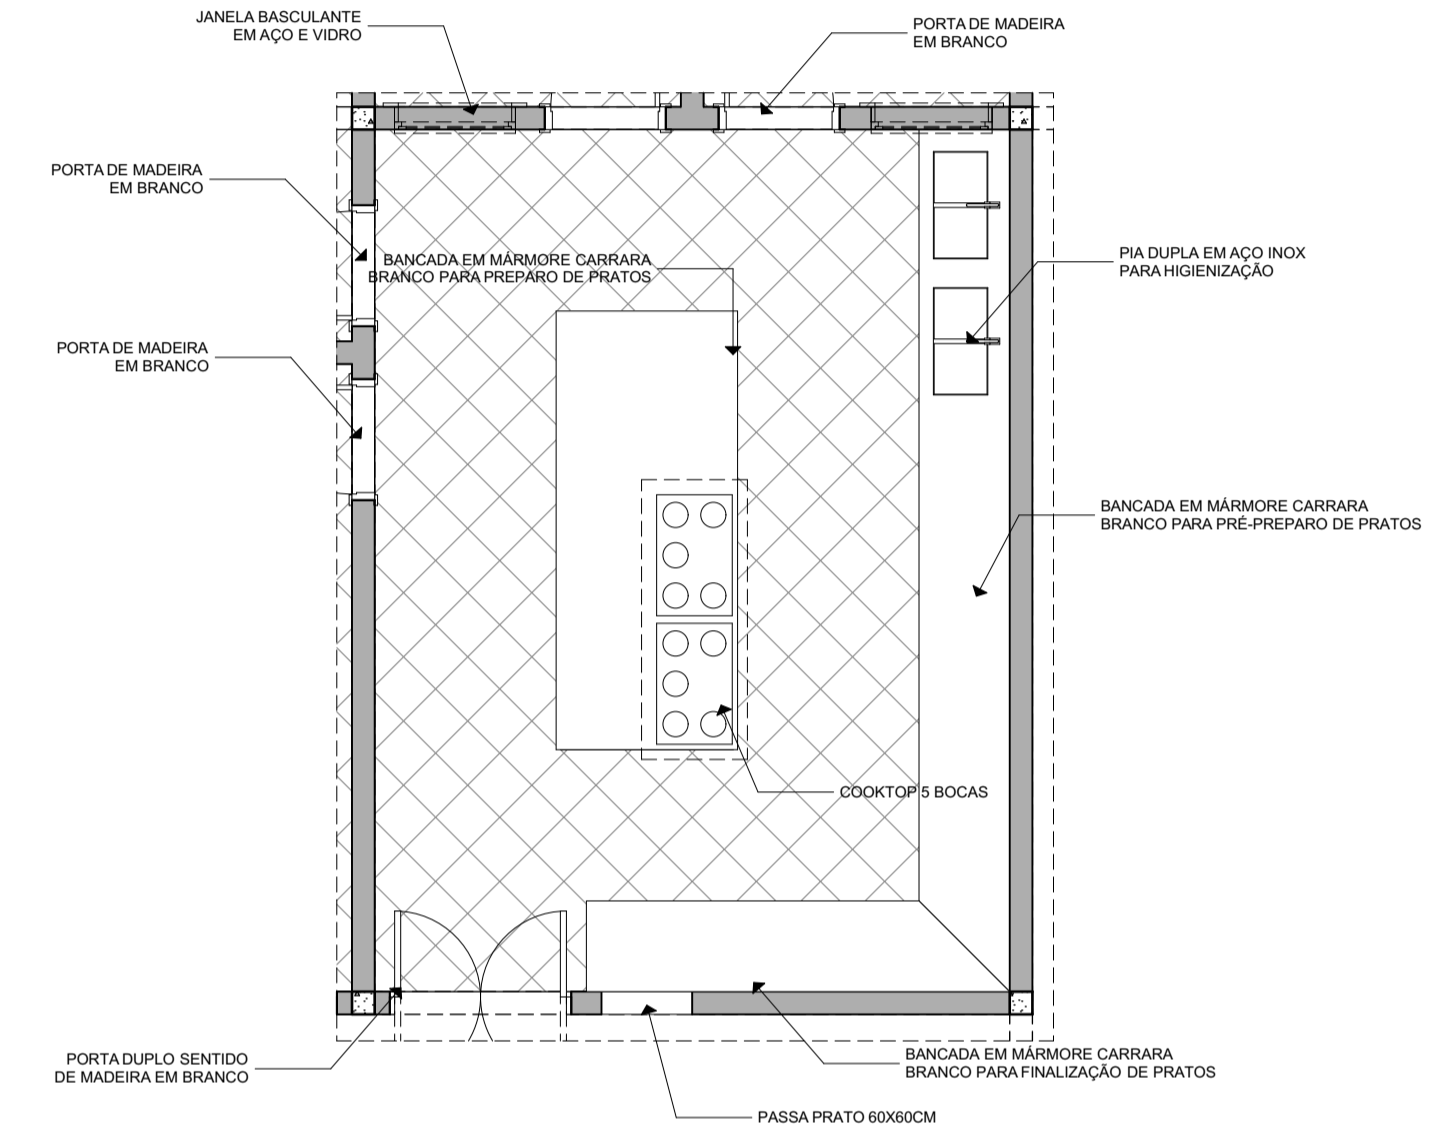 JANELA BASCULANTE
EM AÇO E VIDRO
PORTA DE MADEIRA
EM BRANCO
PORTA DE MADEIRA
EM BRANCO
BANCADA EM MÁRMORE CARRARA
BRANCO PARA PREPARO DE PRATOS
PIA DUPLA EM AÇO INOX
PARA HIGIENIZAÇÃO
PORTA DE MADEIRA
EM BRANCO
BANCADA EM MÁRMORE CARRARA
BRANCO PARA PRÉ-PREPARO DE PRATOS
COOKTOP 5 BOCAS
PORTA DUPLO SENTIDO
DE MADEIRA EM BRANCO
BANCADA EM MÁRMORE CARRARA
BRANCO PARA FINALIZAÇÃO DE PRATOS
PASSA PRATO 60X60CM